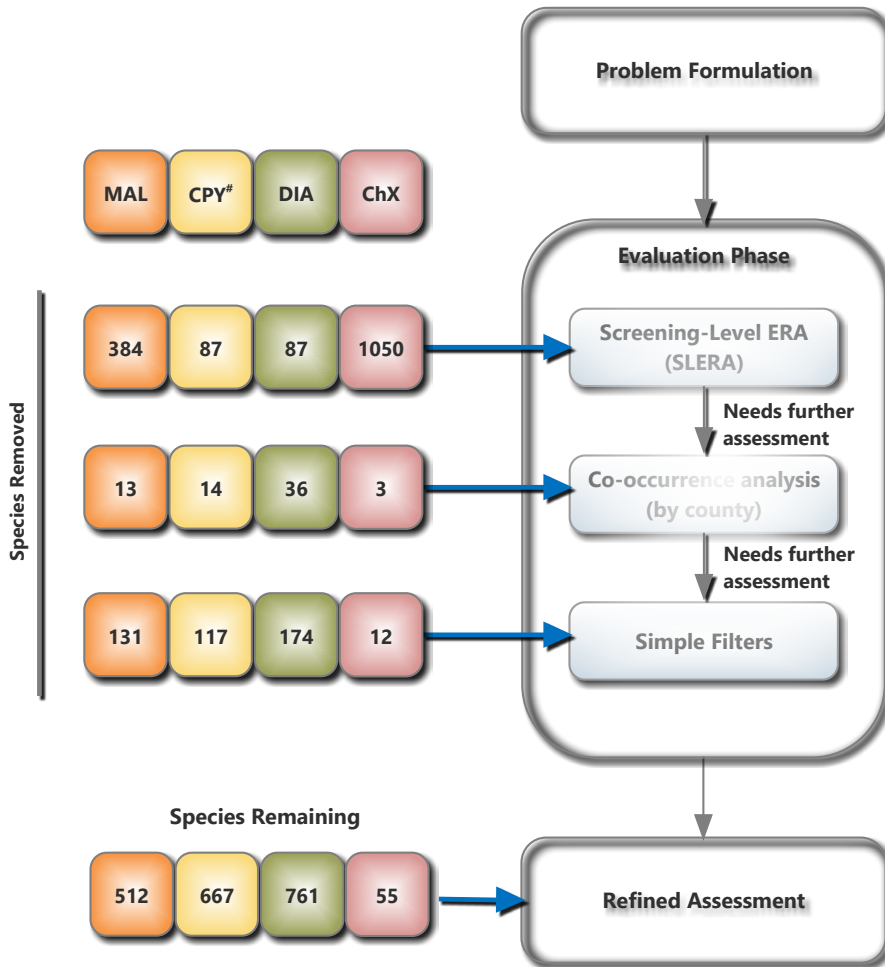 Problem Formulation
MAL CPY# DIA ChX
Evaluation Phase
Species Removed
384 87 87 1050
Screening-Level ERA
(SLERA)
Needs further
assessment
13 14 36 3
Co-occurrence analysis
(by county)
Needs further
assessment
131 117 174 12
Simple Filters
Species Remaining
512 667 761 55
Refined Assessment